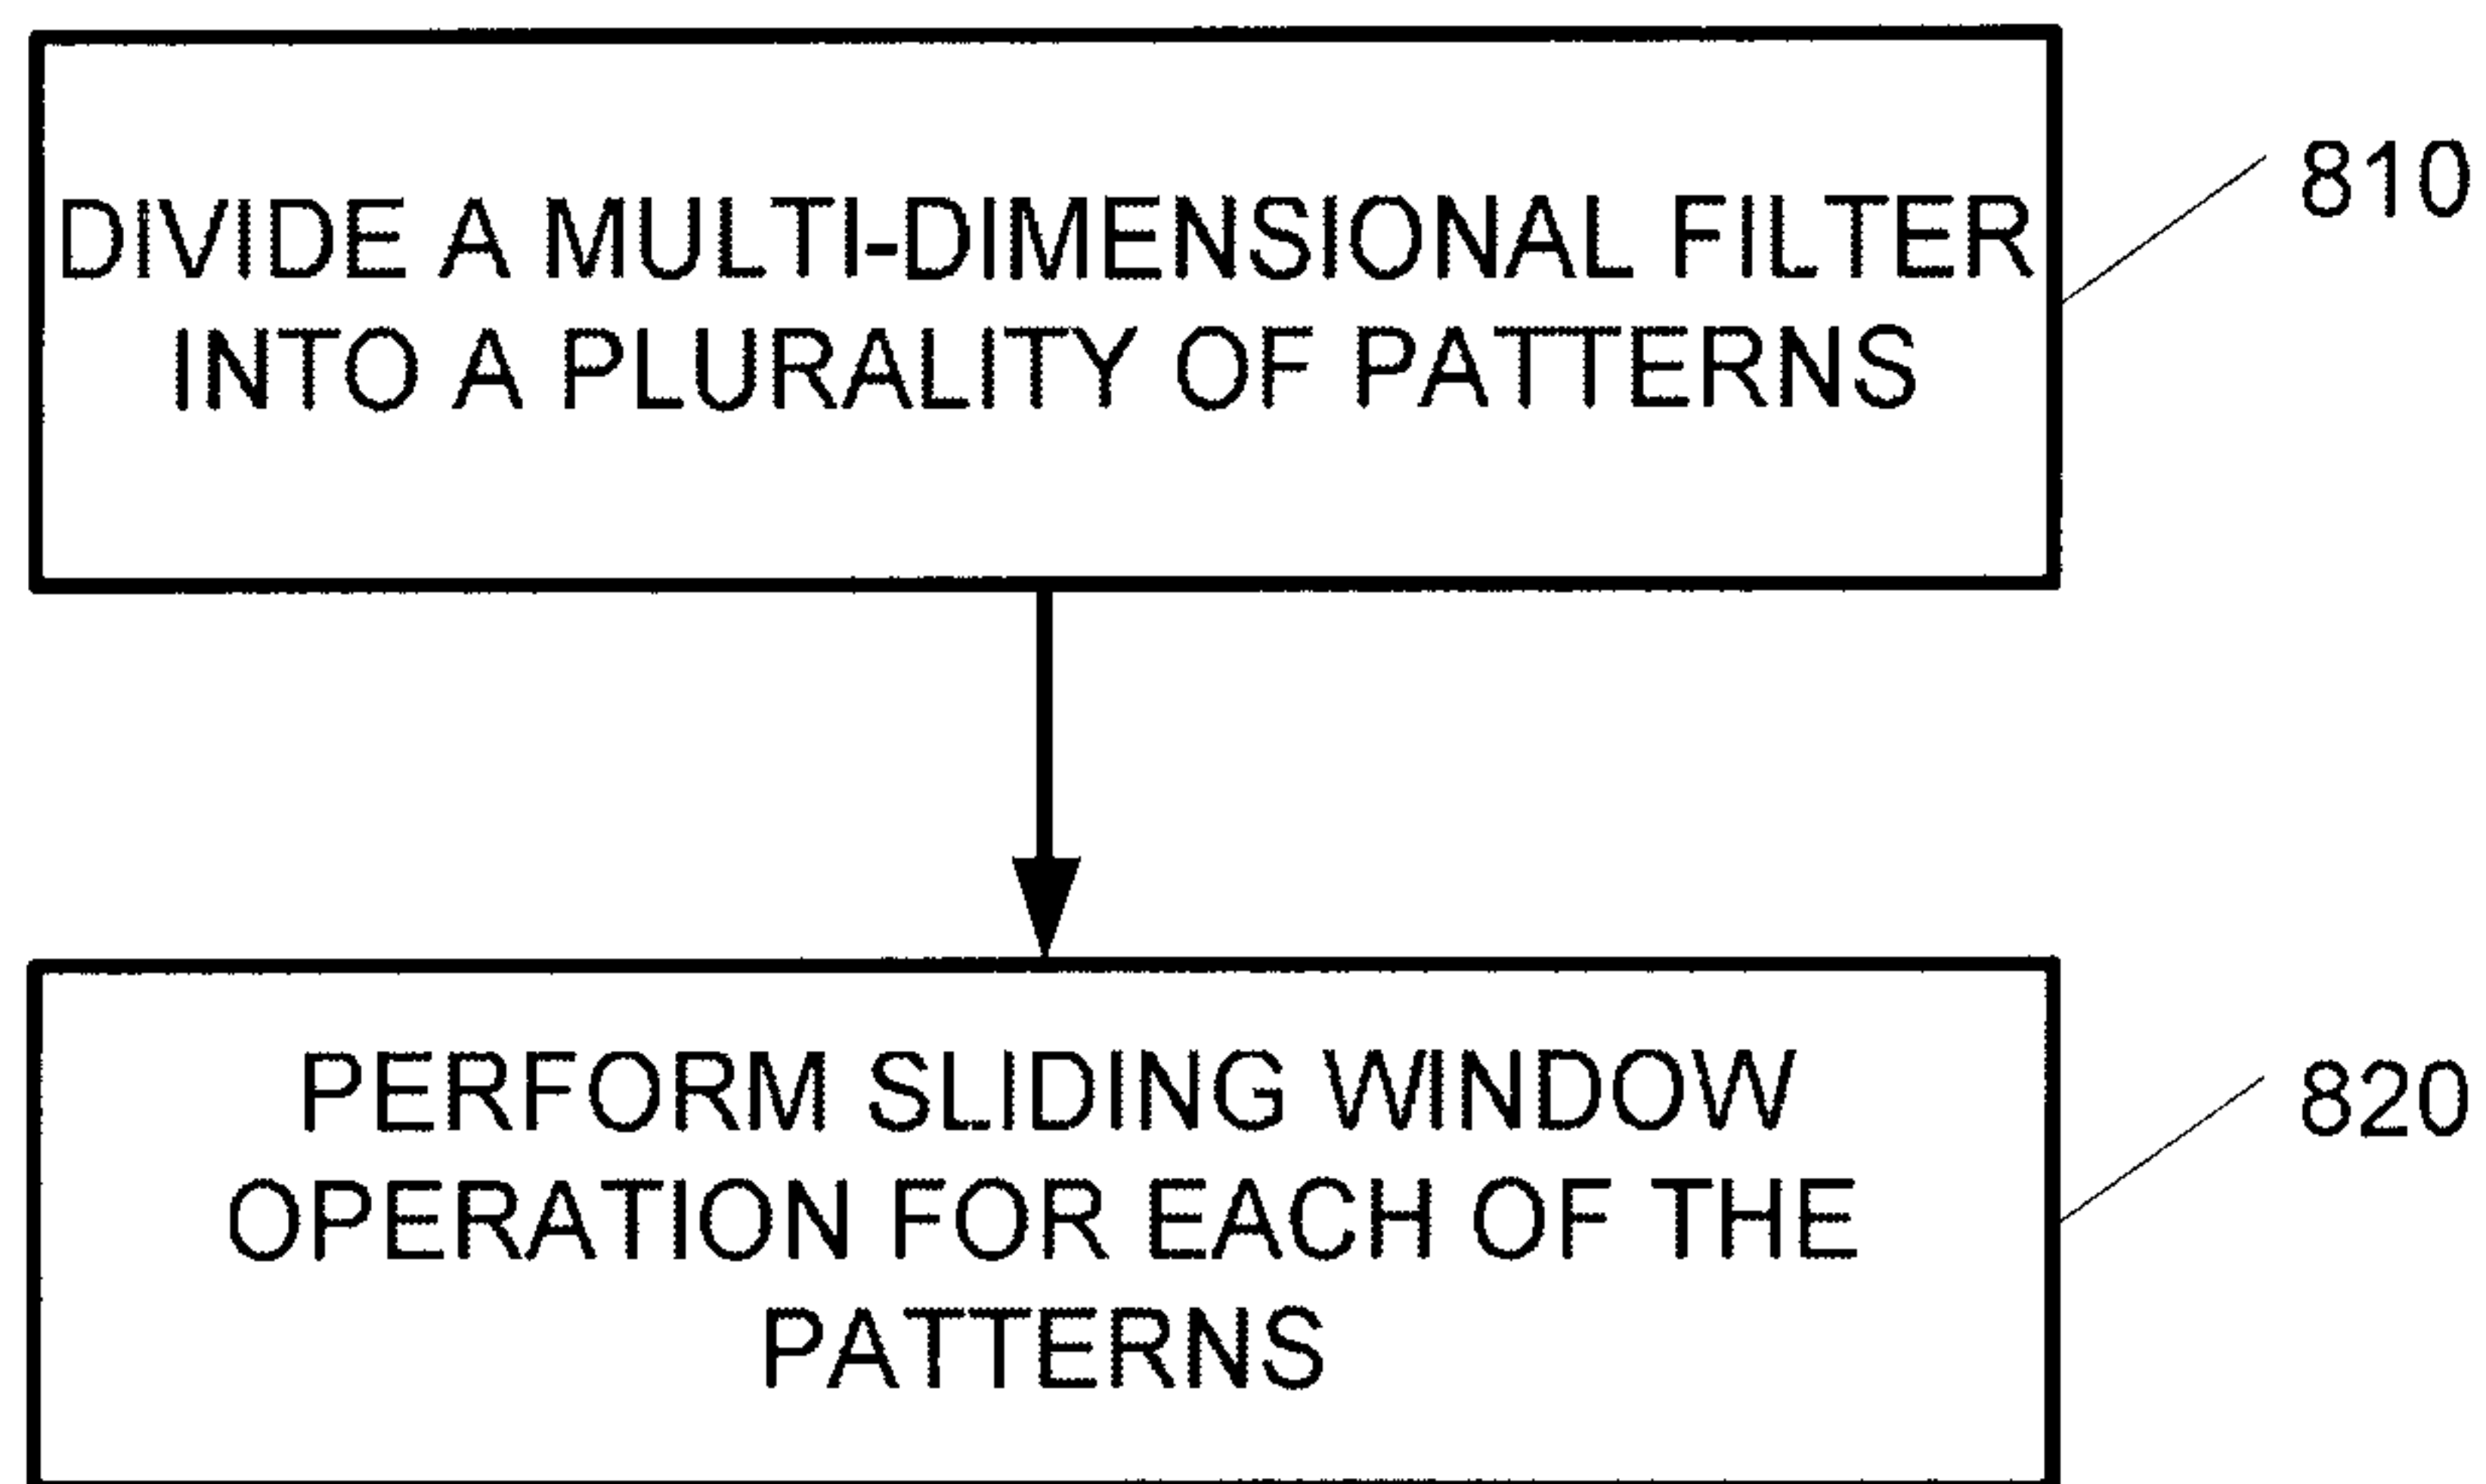 DIVIDE A MULTI-DIMENSIONAL FILTER
INTO A PLURALITY OF PATTERNS
810
PERFORM SLIDING WINDOW
OPERATION FOR EACH OF THE
PATTERNS
820